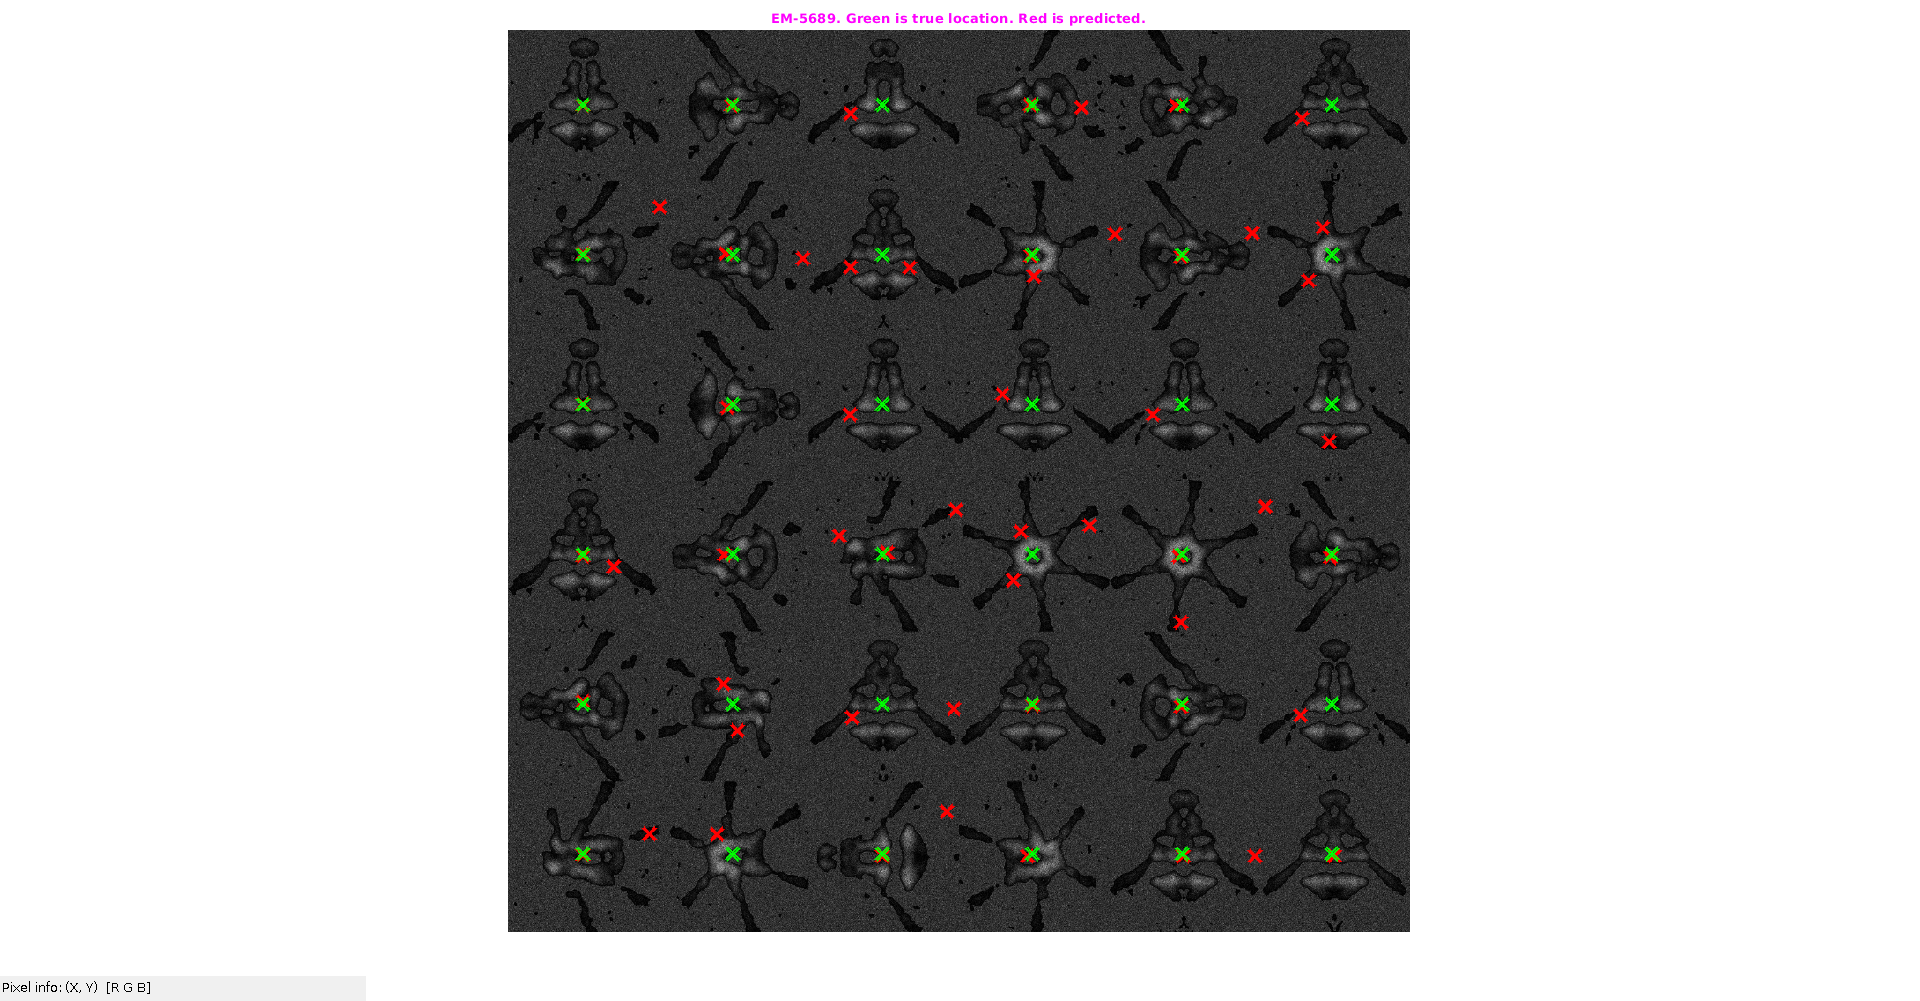 EM-5689. Green is true location. Red is predicted.
Pixel info: (X, Y) [R G B]